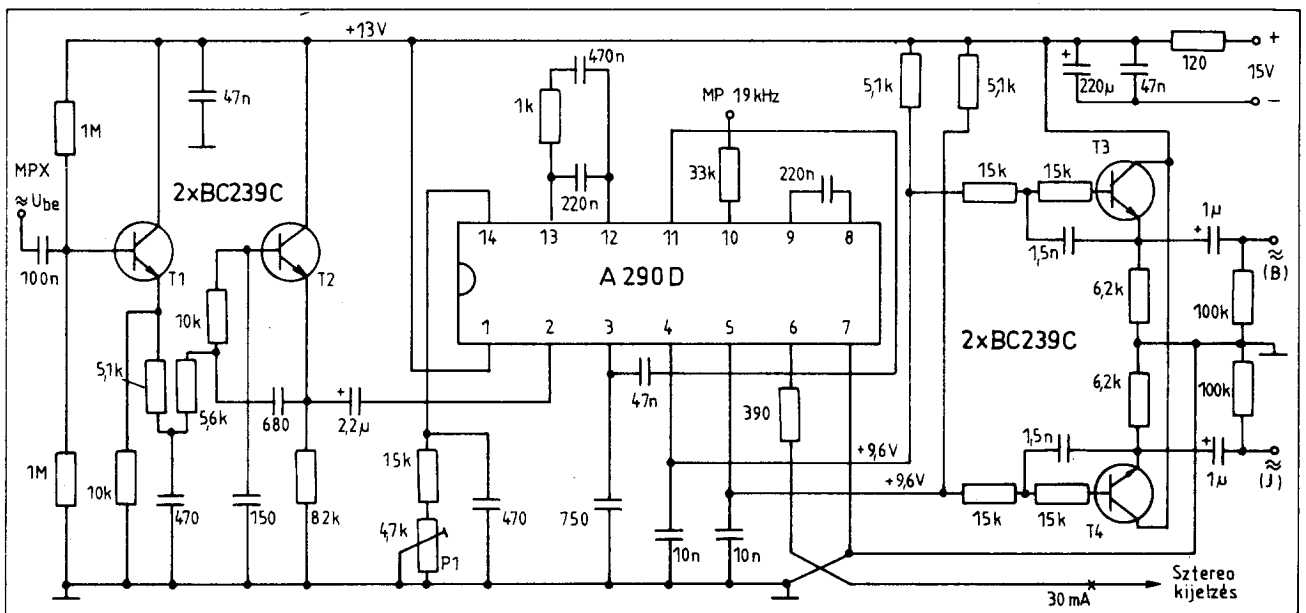 +13V
470n
1k
220n
47n
1M
MPX
≈ Ube
100n
2xBC239C
T1
T2
10k
5,1k
5,6k
680
2,2µ
1M
10k
470
150
82k
MP 19kHz
33k
220n
14 13 12 11 10 9 8
A 290 D
1 2 3 4 5 6 7
47n
390
15k
4,7k
P1
470
750
10n
10n
+9,6V
+9,6V
5,1k
5,1k
220µ
47n
120
+
15V
-
T3
15k
15k
1,5n
1µ
≈
(B)
6,2k
100k
2xBC239C
6,2k
100k
1,5n
1µ
≈
(J)
15k
15k
T4
30mA
Sztereo
kijelzés